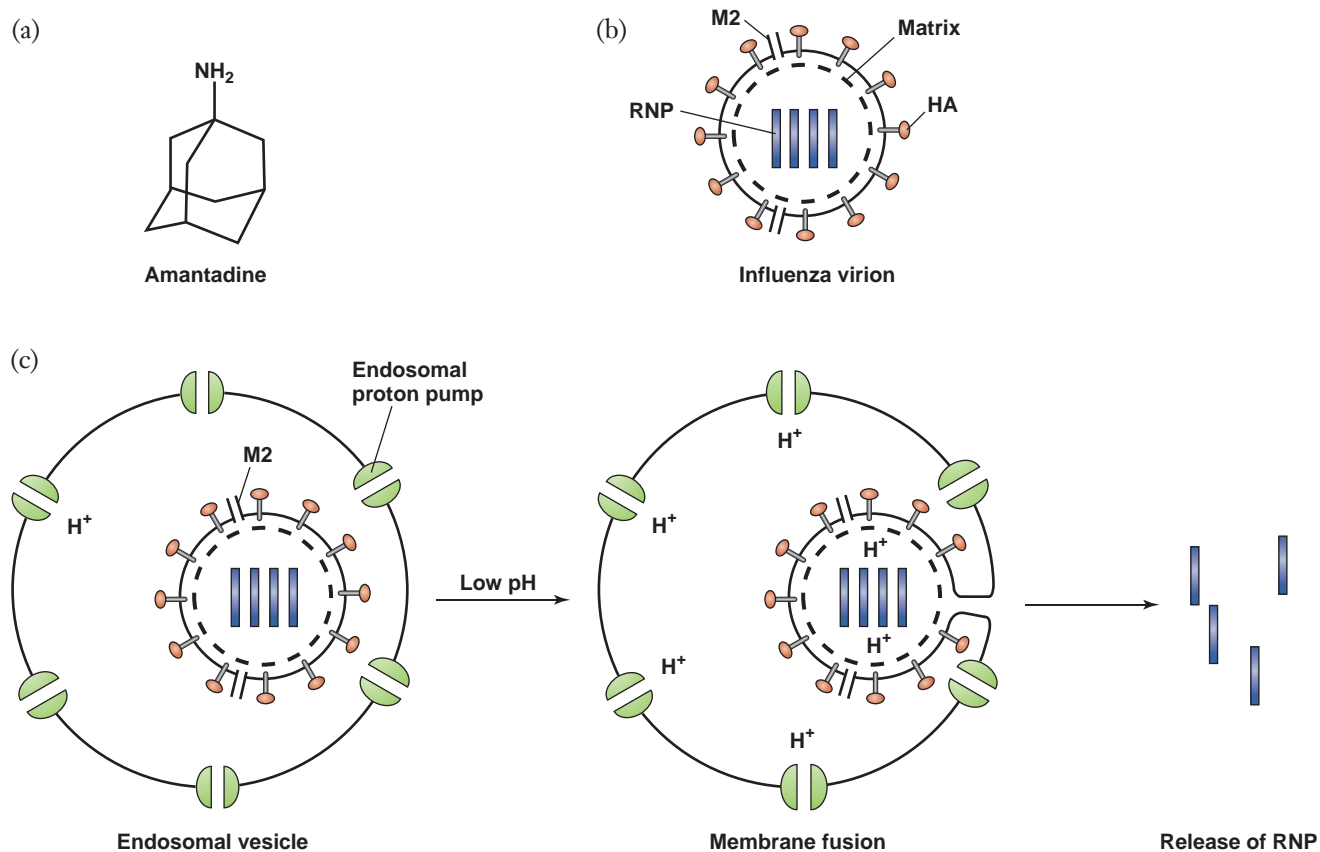 (a)
NH₂
Amantadine
(b)
M2
Matrix
RNP
HA
Influenza virion
(c)
Endosomal
proton pump
M2
H⁺
Endosomal vesicle
Low pH
H⁺
H⁺
H⁺
H⁺
H⁺
H⁺
Membrane fusion
Release of RNP